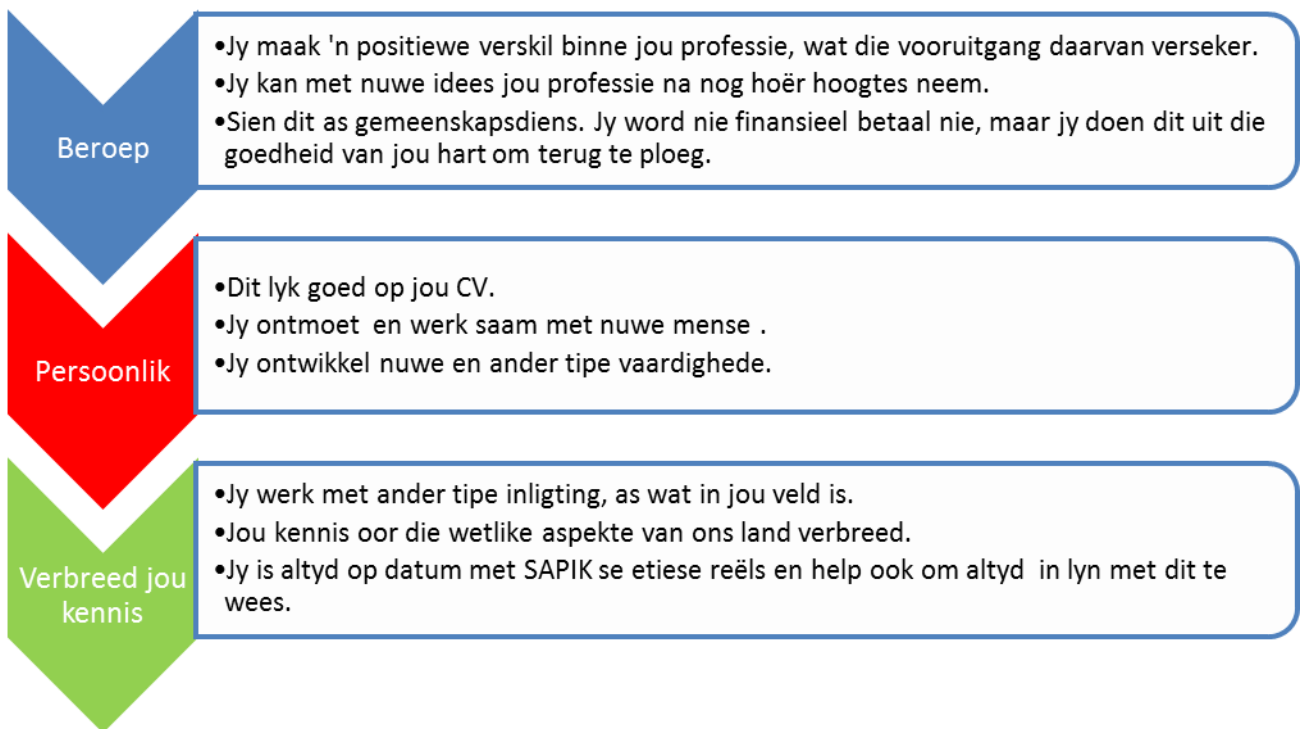 Beroep
•Jy maak 'n positiewe verskil binne jou professie, wat die vooruitgang daarvan verseker.
•Jy kan met nuwe idees jou professie na nog hoër hoogtes neem.
•Sien dit as gemeenskapsdiens. Jy word nie finansieel betaal nie, maar jy doen dit uit die
goedheid van jou hart om terug te ploeg.
Persoonlik
•Dit lyk goed op jou CV.
•Jy ontmoet  en werk saam met nuwe mense .
•Jy ontwikkel nuwe en ander tipe vaardighede.
Verbreed jou
kennis
•Jy werk met ander tipe inligting, as wat in jou veld is.
•Jou kennis oor die wetlike aspekte van ons land verbreed.
•Jy is altyd op datum met SAPIK se etiese reëls en help ook om altyd  in lyn met dit te
wees.